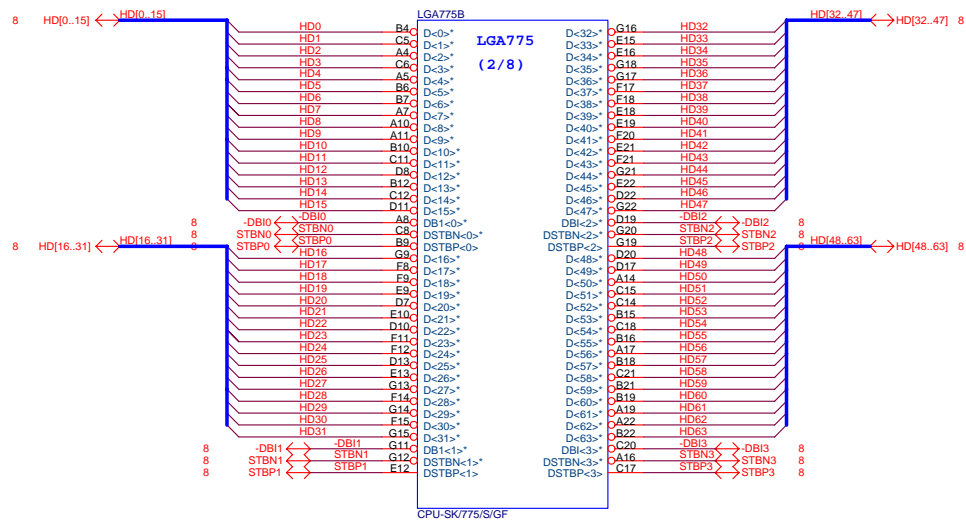 LGA775B
8 HD[0..15] HD[0..15] HD[32..47] HD[32..47] 8
LGA775
(2/8)
HD0 B4 D<0>* D<32>* G16 HD32
HD1 C5 D<1>* D<33>* E15 HD33
HD2 A4 D<2>* D<34>* E16 HD34
HD3 C6 D<3>* D<35>* G18 HD35
HD4 A5 D<4>* D<36>* G17 HD36
HD5 B6 D<5>* D<37>* F17 HD37
HD6 B7 D<6>* D<38>* F18 HD38
HD7 A7 D<7>* D<39>* E18 HD39
HD8 A10 D<8>* D<40>* E19 HD40
HD9 A11 D<9>* D<41>* F20 HD41
HD10 B10 D<10>* D<42>* E21 HD42
HD11 C11 D<11>* D<43>* F21 HD43
HD12 D8 D<12>* D<44>* G21 HD44
HD13 B12 D<13>* D<45>* E22 HD45
HD14 C12 D<14>* D<46>* D22 HD46
HD15 D11 D<15>* D<47>* G22 HD47
8 -DBI0 -DBI0 A8 DB1<0>* DBI<2>* D19 -DBI2 -DBI2 8
8 STBN0 STBN0 C8 DSTBN<0>* DSTBN<2>* G20 STBN2 STBN2 8
8 STBP0 STBP0 B9 DSTBP<0> DSTBP<2> G19 STBP2 STBP2 8
8 HD[16..31] HD[16..31] HD[48..63] HD[48..63] 8
HD16 G9 D<16>* D<48>* D20 HD48
HD17 F8 D<17>* D<49>* D17 HD49
HD18 F9 D<18>* D<50>* A14 HD50
HD19 E9 D<19>* D<51>* C15 HD51
HD20 D7 D<20>* D<52>* C14 HD52
HD21 E10 D<21>* D<53>* B15 HD53
HD22 D10 D<22>* D<54>* C18 HD54
HD23 F11 D<23>* D<55>* B16 HD55
HD24 F12 D<24>* D<56>* A17 HD56
HD25 D13 D<25>* D<57>* B18 HD57
HD26 E13 D<26>* D<58>* C21 HD58
HD27 G13 D<27>* D<59>* B21 HD59
HD28 F14 D<28>* D<60>* B19 HD60
HD29 G14 D<29>* D<61>* A19 HD61
HD30 F15 D<30>* D<62>* A22 HD62
HD31 G15 D<31>* D<63>* B22 HD63
8 -DBI1 -DBI1 G11 DB1<1>* DBI<3>* C20 -DBI3 -DBI3 8
8 STBN1 STBN1 G12 DSTBN<1>* DSTBN<3>* A16 STBN3 STBN3 8
8 STBP1 STBP1 E12 DSTBP<1> DSTBP<3> C17 STBP3 STBP3 8
CPU-SK/775/S/GF